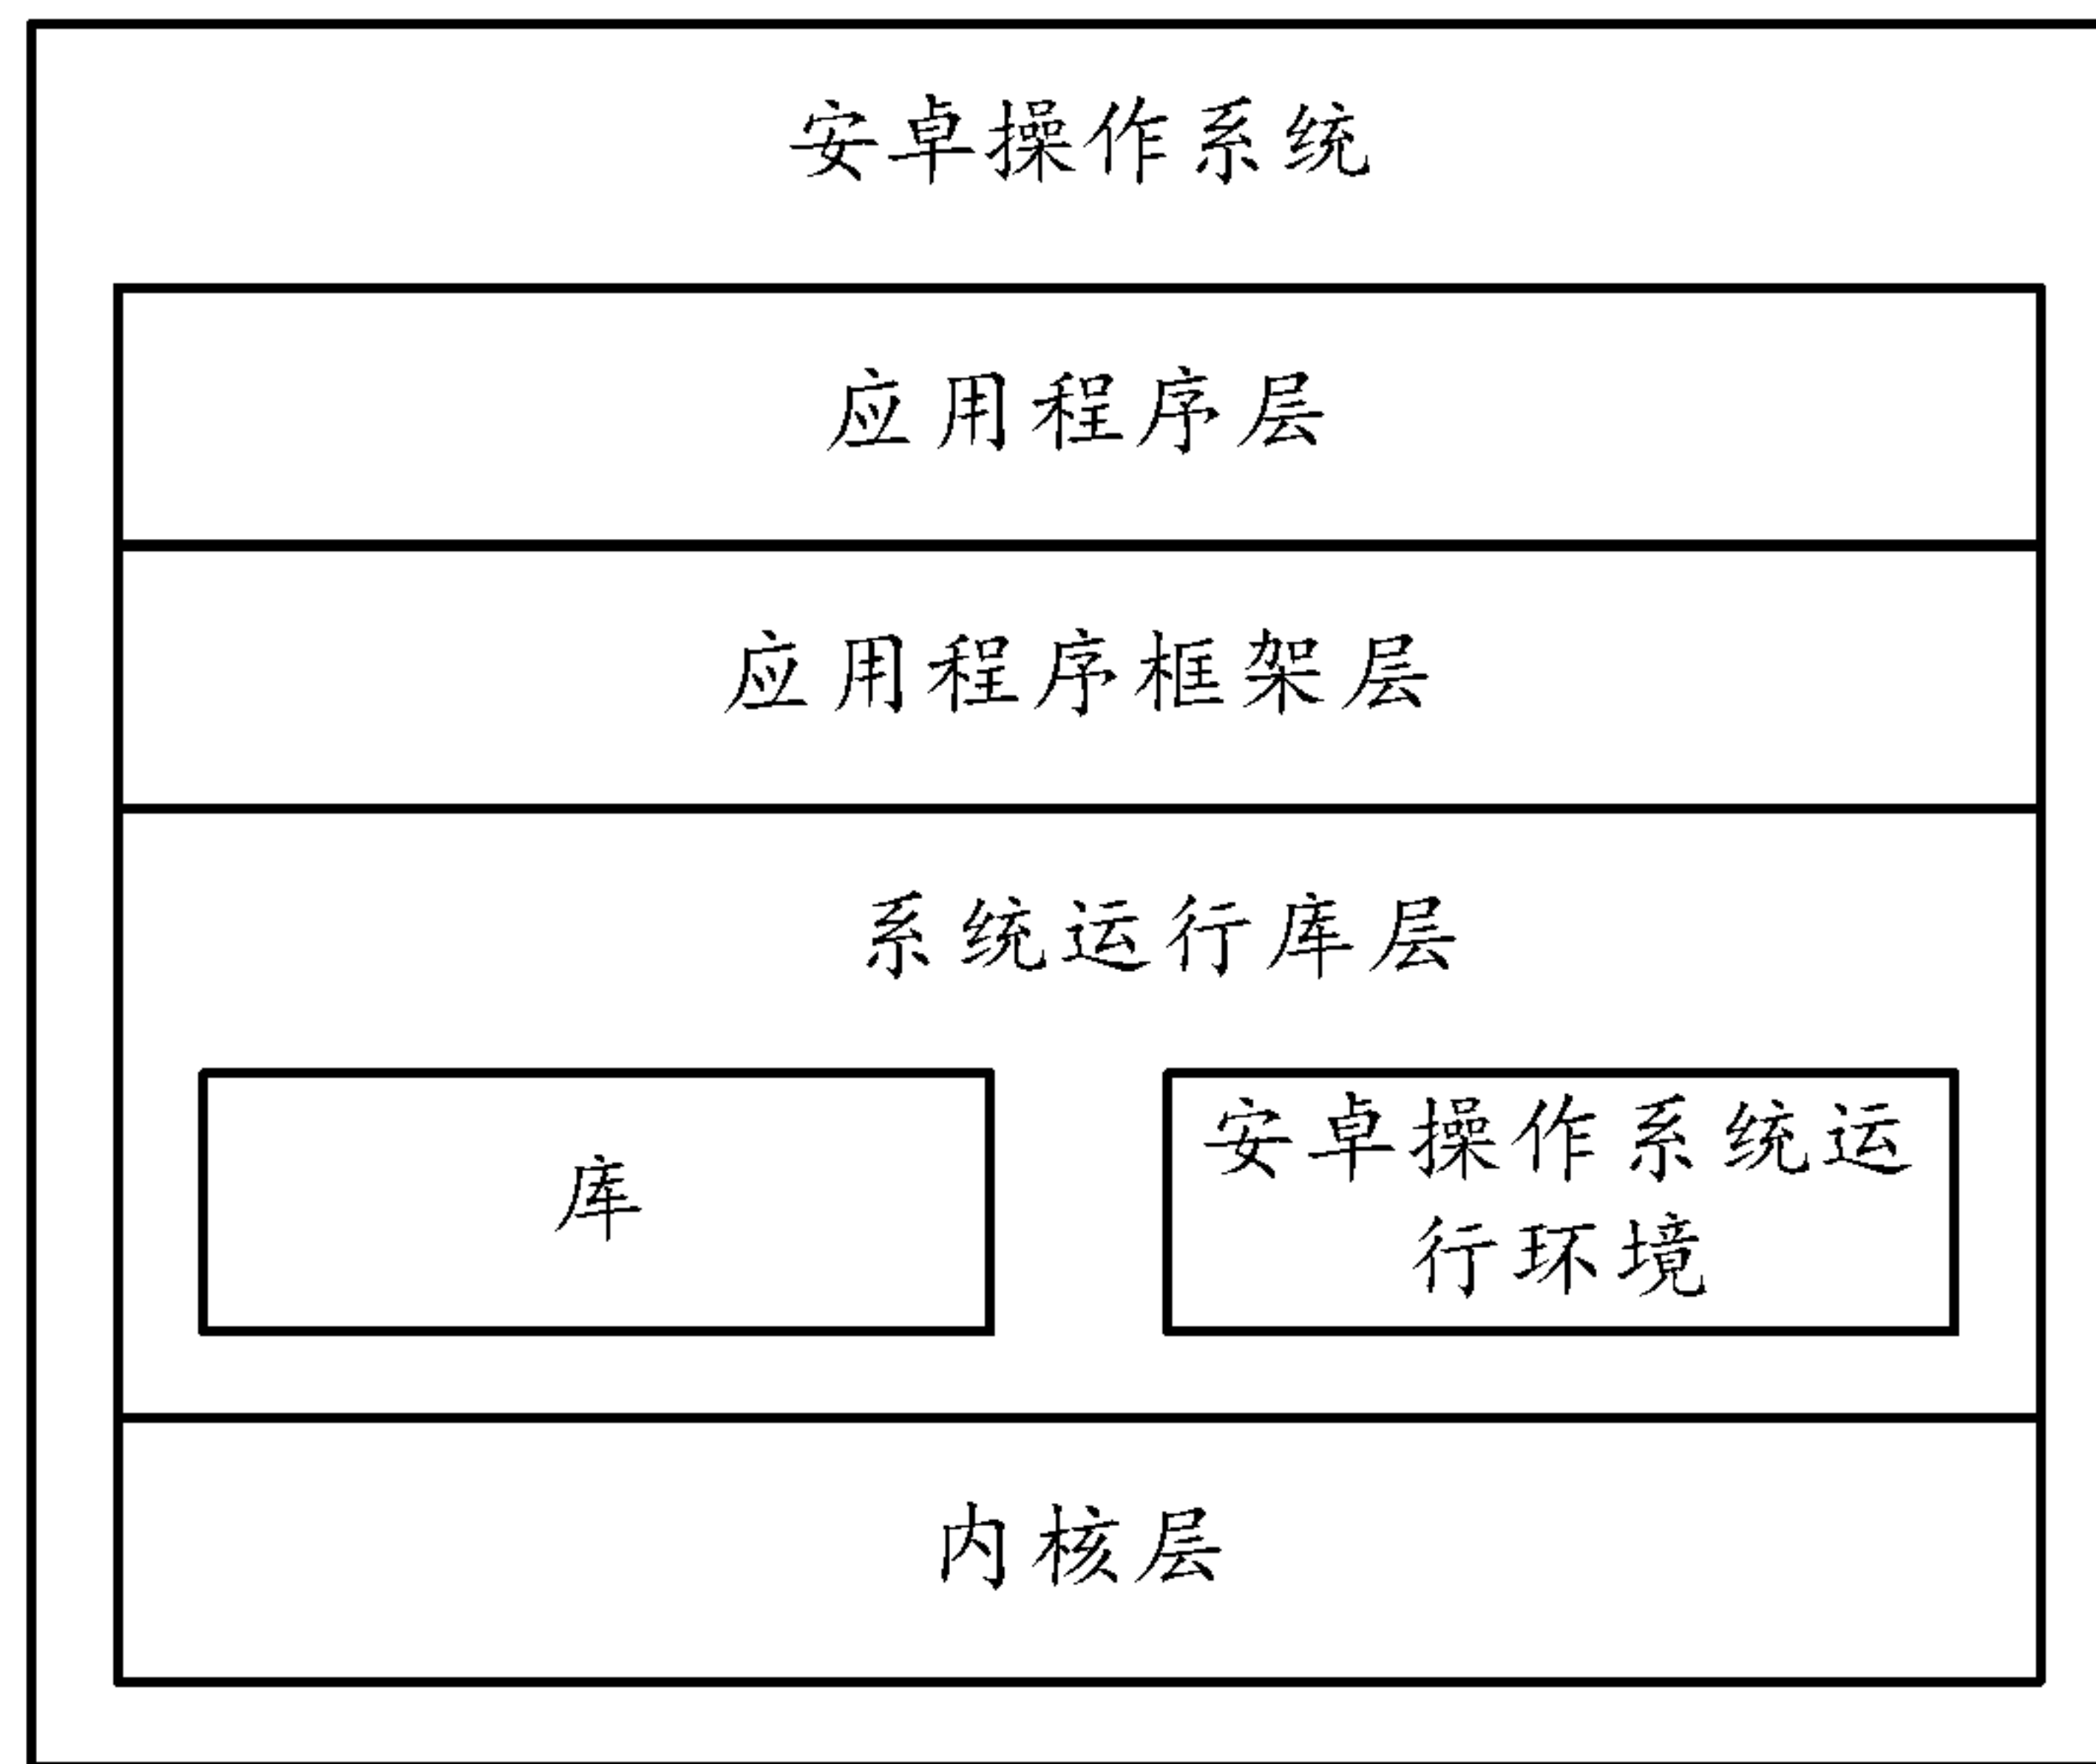 安卓操作系统
应用程序层
应用程序框架层
系统运行库层
库
安卓操作系统运
行环境
内核层